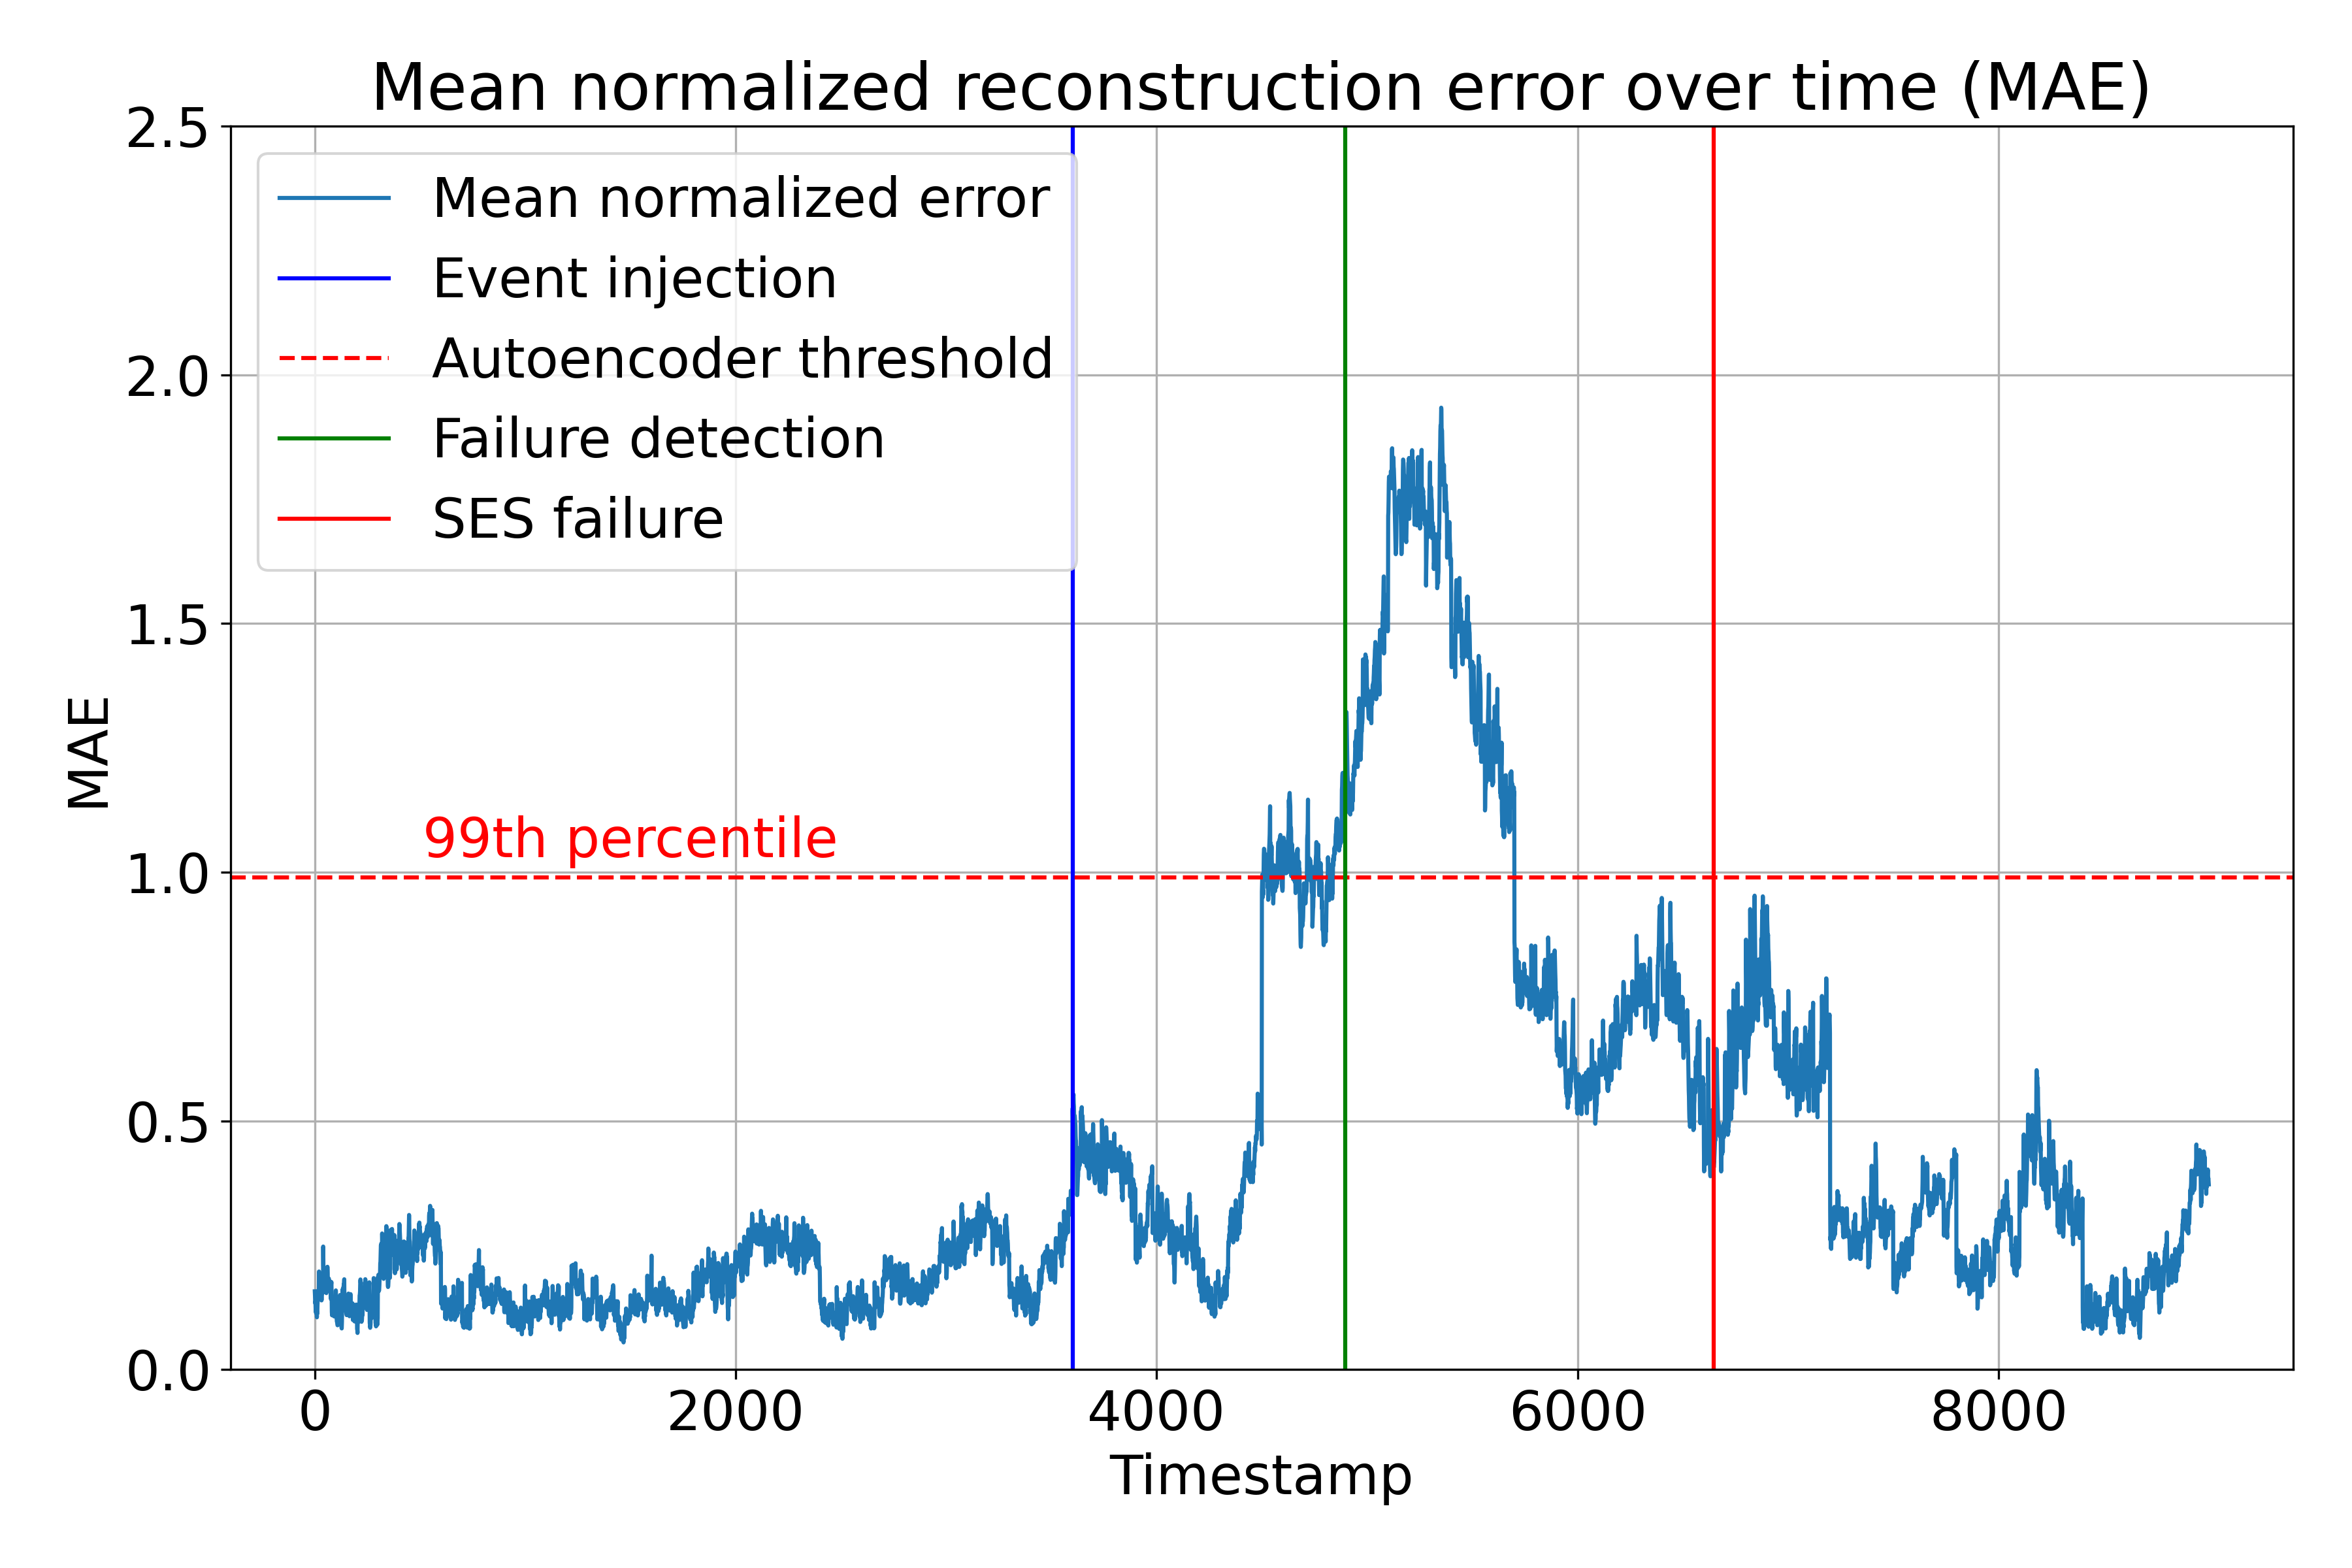 Mean normalized reconstruction error over time (MAE)
2.5
2.0
1.5
1.0
0.5
0.0
MAE
Mean normalized error
Event injection
Autoencoder threshold
Failure detection
SES failure
99th percentile
0 2000 4000 6000 8000
Timestamp